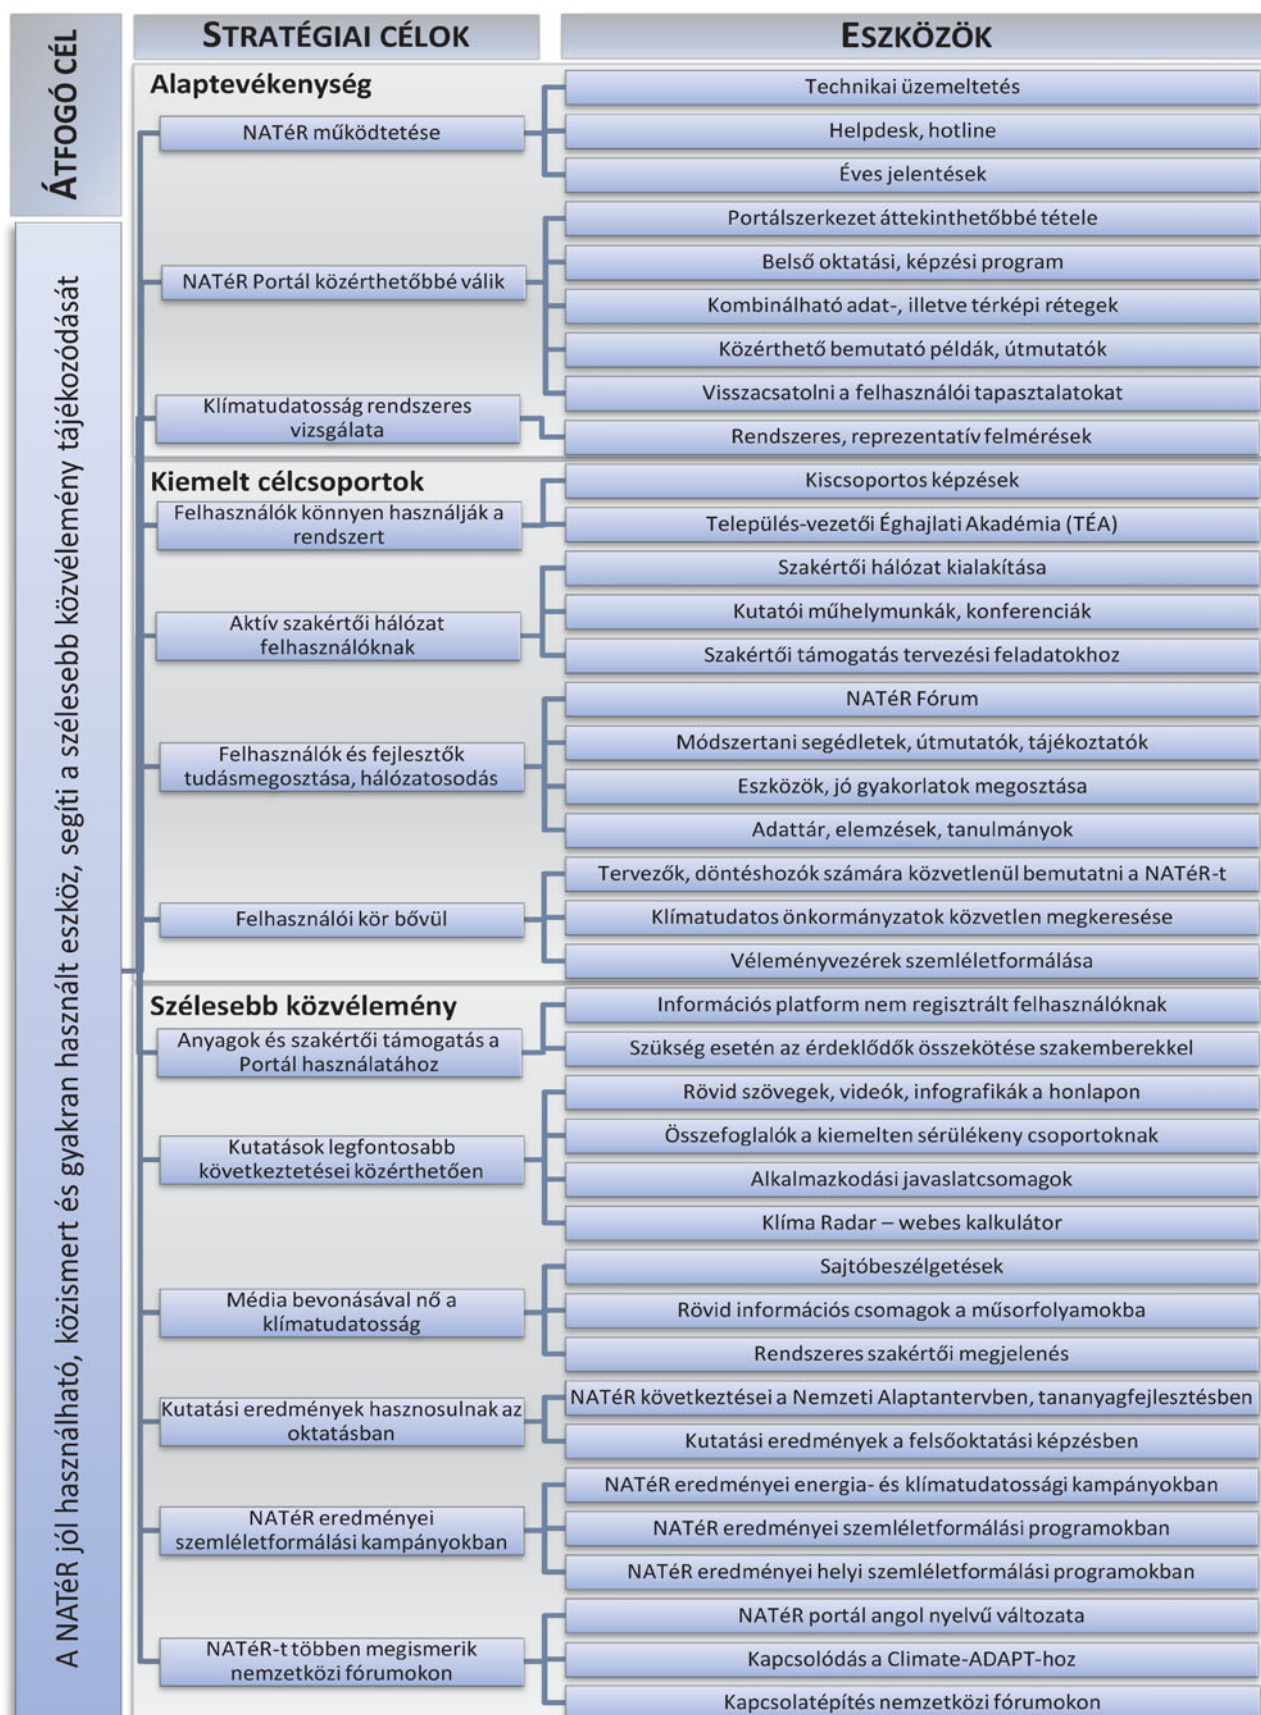 ÁTFOGÓ CÉL
A NATéR jól használható, közismert és gyakran használt eszköz, segíti a szélesebb közvélemény tájékozódását
STRATÉGIAI CÉLOK
ESZKÖZÖK
Alaptevékenység
NATéR működtetése
Technikai üzemeltetés
Helpdesk, hotline
Éves jelentések
NATéR Portál közérthetőbbé válik
Portálszerkezet áttekinthetőbbé tétele
Belső oktatási, képzési program
Kombinálható adat-, illetve térképi rétegek
Közérthető bemutató példák, útmutatók
Visszacsatolni a felhasználói tapasztalatokat
Klímatudatosság rendszeres
vizsgálata
Rendszeres, reprezentatív felmérések
Kiemelt célcsoportok
Felhasználók könnyen használják a
rendszert
Kiscsoportos képzések
Település-vezetői Éghajlati Akadémia (TÉA)
Aktív szakértői hálózat
felhasználóknak
Szakértői hálózat kialakítása
Kutatói műhelymunkák, konferenciák
Szakértői támogatás tervezési feladatokhoz
Felhasználók és fejlesztők
tudásmegosztása, hálózatosodás
NATéR Fórum
Módszertani segédletek, útmutatók, tájékoztatók
Eszközök, jó gyakorlatok megosztása
Adattár, elemzések, tanulmányok
Felhasználói kör bővül
Tervezők, döntéshozók számára közvetlenül bemutatni a NATéR-t
Klímatudatos önkormányzatok közvetlen megkeresése
Véleményvezérek szemléletformálása
Szélesebb közvélemény
Anyagok és szakértői támogatás a
Portál használatához
Információs platform nem regisztrált felhasználóknak
Szükség esetén az érdeklődők összekötése szakemberekkel
Kutatások legfontosabb
következtetései közérthetően
Rövid szövegek, videók, infografikák a honlapon
Összefoglalók a kiemelten sérülékeny csoportoknak
Alkalmazkodási javaslatcsomagok
Klíma Radar – webes kalkulátor
Média bevonásával nő a
klímatudatosság
Sajtóbeszélgetések
Rövid információs csomagok a műsorfolyamokba
Rendszeres szakértői megjelenés
Kutatási eredmények hasznosulnak az
oktatásban
NATéR következtései a Nemzeti Alaptantervben, tananyagfejlesztésben
Kutatási eredmények a felsőoktatási képzésben
NATéR eredményei
szemléletformálási kampányokban
NATéR eredményei energia- és klímatudatossági kampányokban
NATéR eredményei szemléletformálási programokban
NATéR eredményei helyi szemléletformálási programokban
NATéR-t többen megismerik
nemzetközi fórumokon
NATéR portál angol nyelvű változata
Kapcsolódás a Climate-ADAPT-hoz
Kapcsolatépítés nemzetközi fórumokon